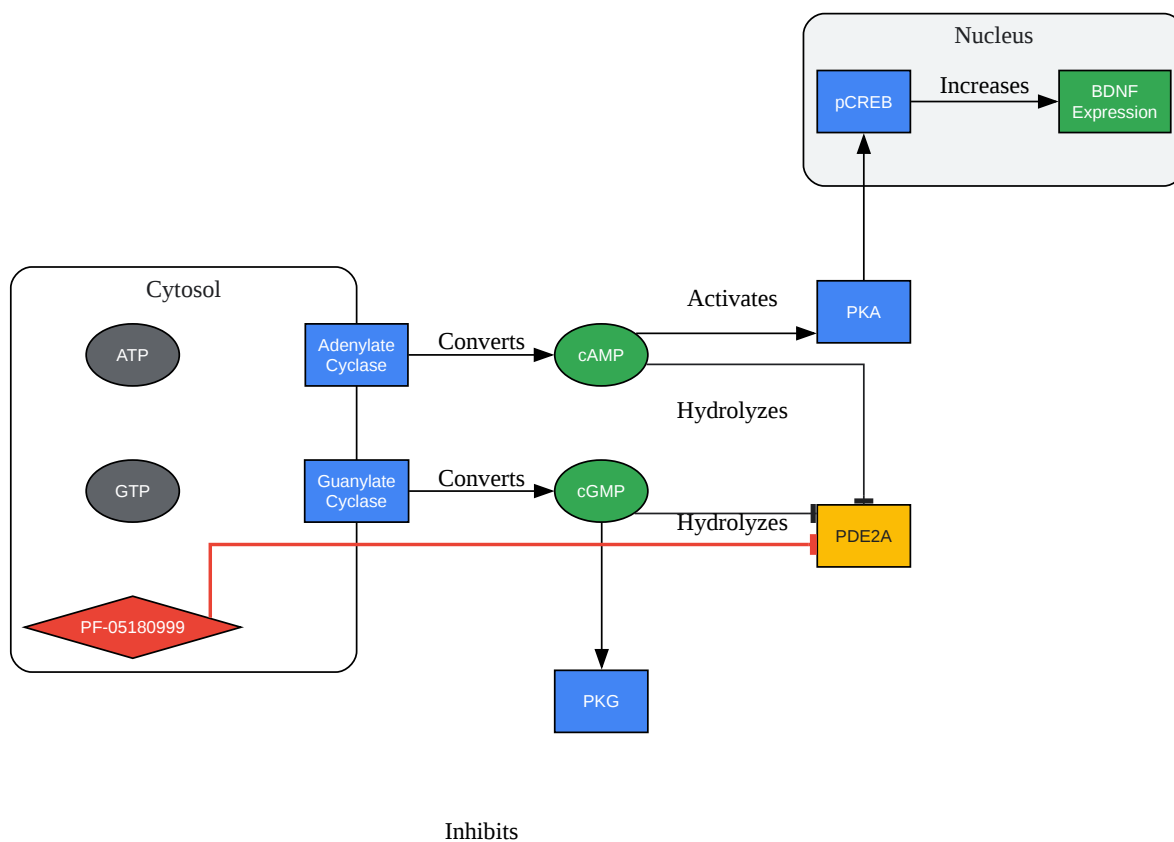 Nucleus
pCREB
Increases
BDNF
Expression
Cytosol
Activates
PKA
ATP
Adenylate
Cyclase
Converts
cAMP
Hydrolyzes
GTP
Guanylate
Cyclase
Converts
cGMP
Hydrolyzes
PDE2A
PF-05180999
PKG
Inhibits